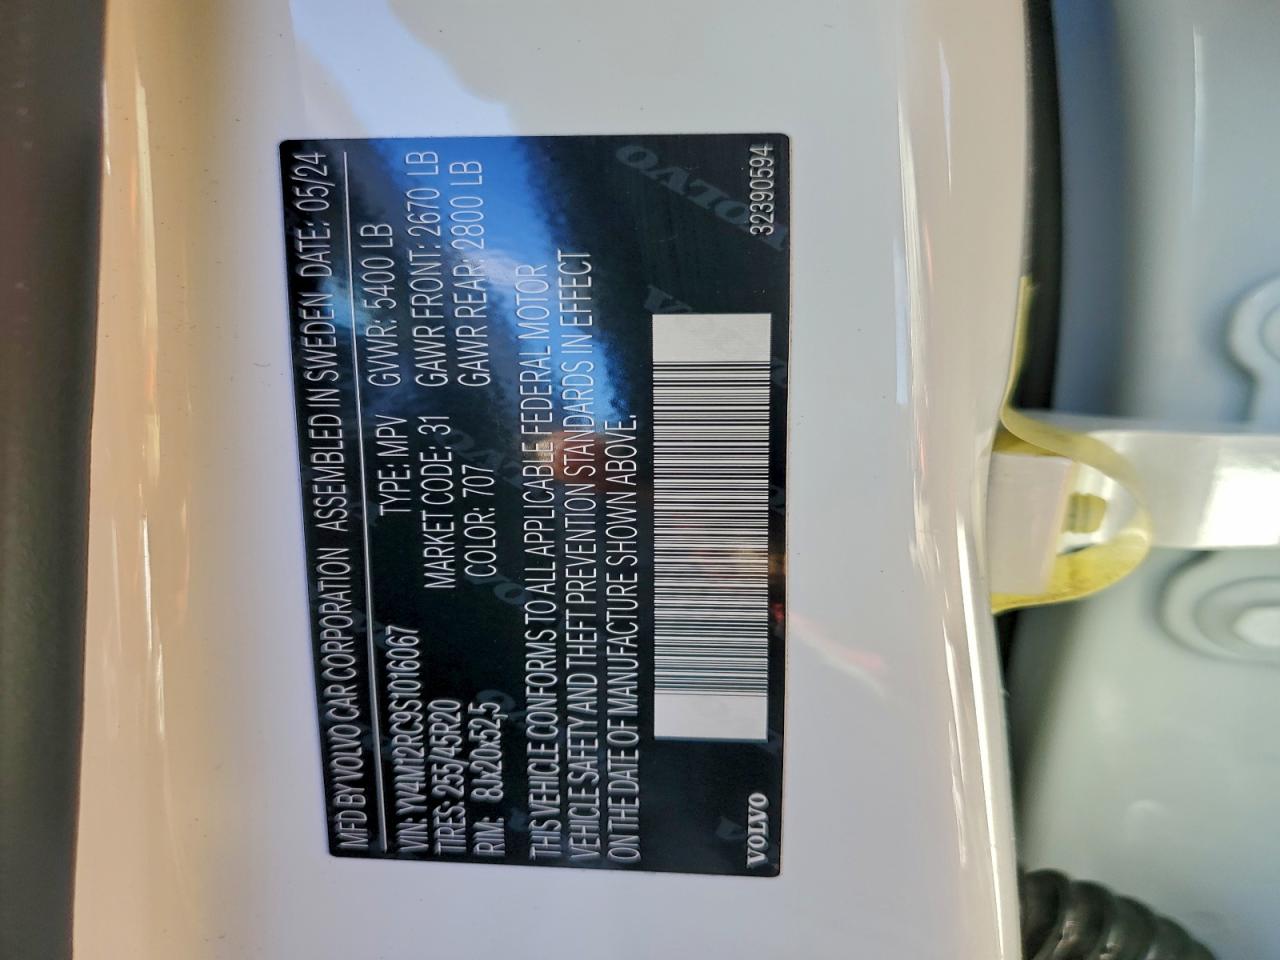 MFD BY VOLVO CAR CORPORATION ASSEMBLED IN SWEDEN DATE: 05/24
VIN: YV4M12RC9S1016067 TYPE: MPV GVWR: 5400 LB
TIRES: 255/45R20 MARKET CODE: 31 GAWR FRONT: 2670 LB
RIM: 8Jx20x52,5 COLOR: 707 GAWR REAR: 2800 LB
THIS VEHICLE CONFORMS TO ALL APPLICABLE FEDERAL MOTOR
VEHICLE SAFETY AND THEFT PREVENTION STANDARDS IN EFFECT
ON THE DATE OF MANUFACTURE SHOWN ABOVE.
VOLVO 32390594